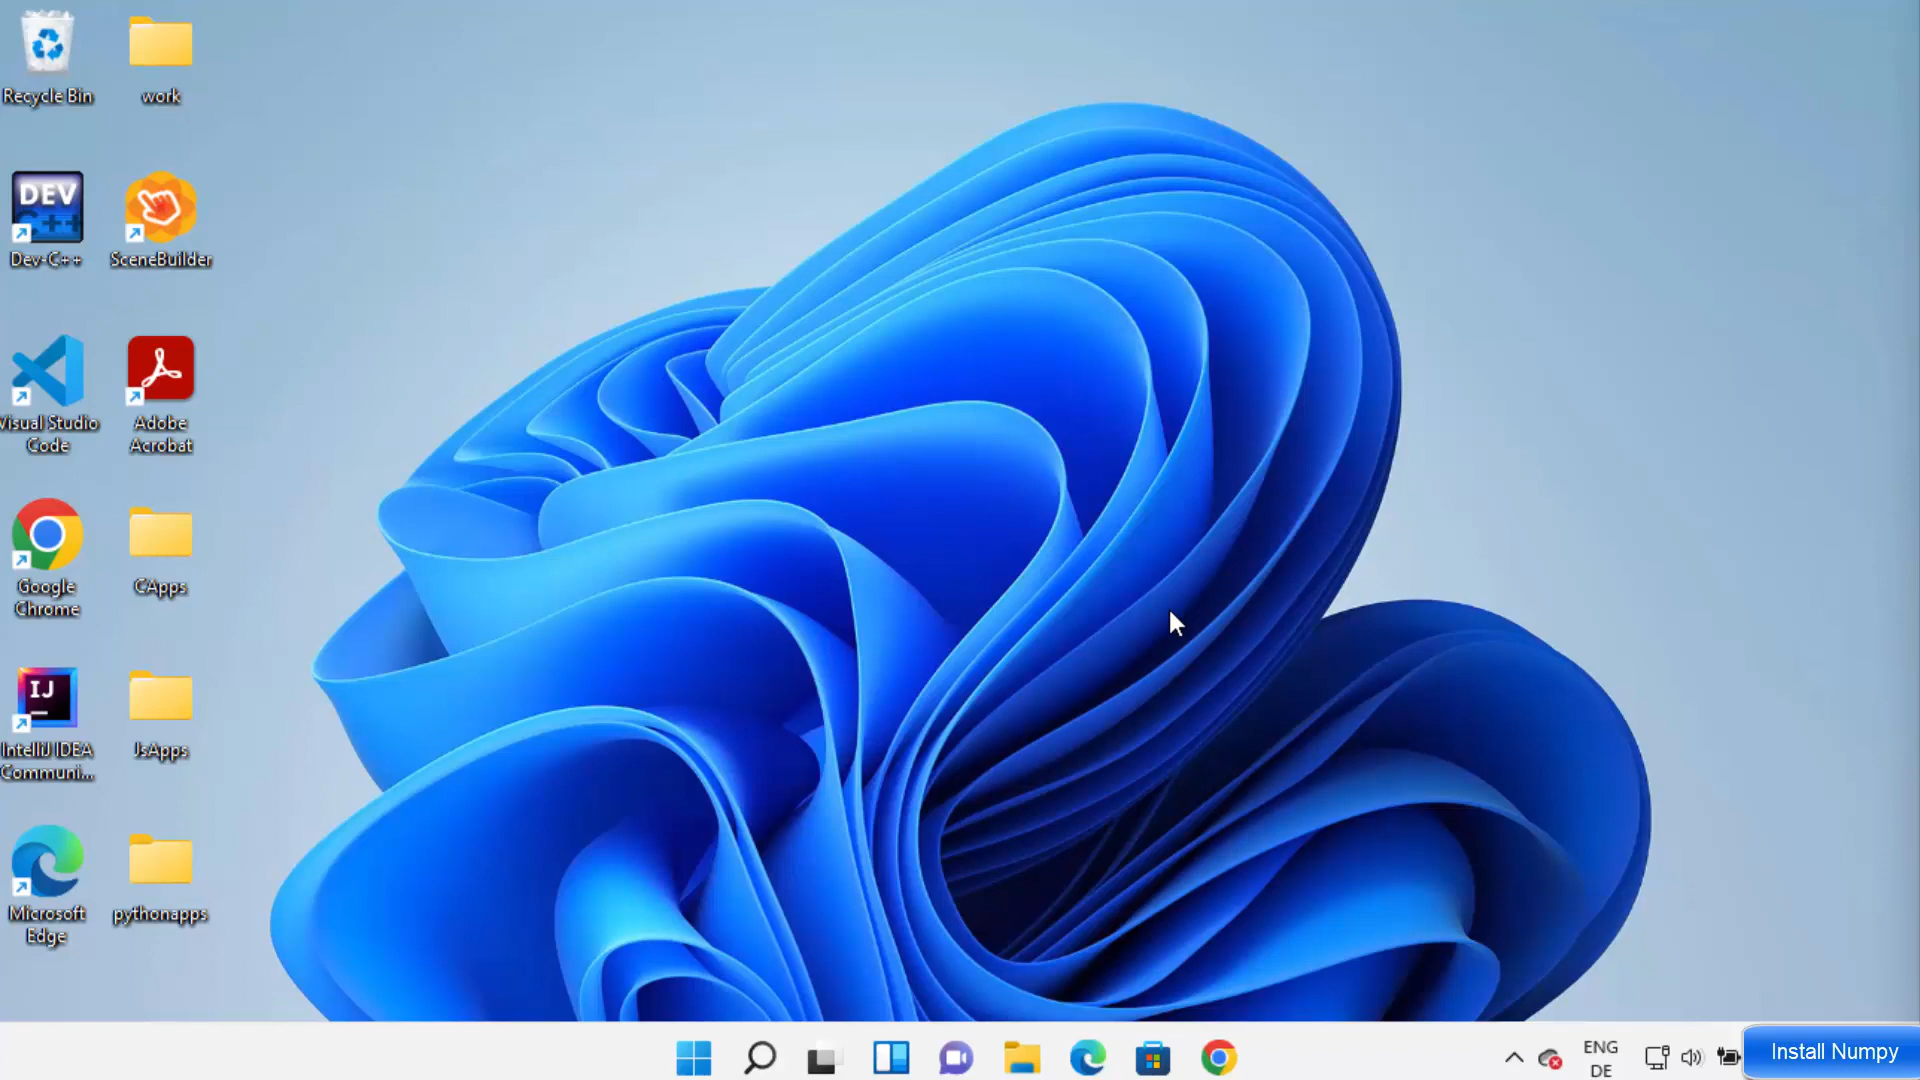 Recycle Bin
work
DEV
C++
Dev-C++
SceneBuilder
Visual Studio
Code
Adobe
Acrobat
Google
Chrome
CApps
IJ
IntelliJ IDEA
Communi...
JsApps
Microsoft
Edge
pythonapps
ENG
DE
Install Numpy